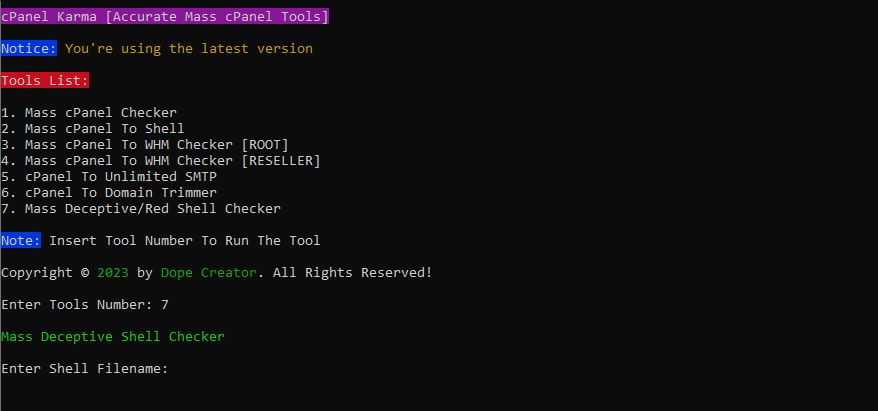 cPanel Karma [Accurate Mass cPanel Tools]
Notice: You're using the latest version
Tools List:
1. Mass cPanel Checker
2. Mass cPanel To Shell
3. Mass cPanel To WHM Checker [ROOT]
4. Mass cPanel To WHM Checker [RESELLER]
5. cPanel To Unlimited SMTP
6. cPanel To Domain Trimmer
7. Mass Deceptive/Red Shell Checker
Note: Insert Tool Number To Run The Tool
Copyright © 2023 by Dope Creator. All Rights Reserved!
Enter Tools Number: 7
Mass Deceptive Shell Checker
Enter Shell Filename: